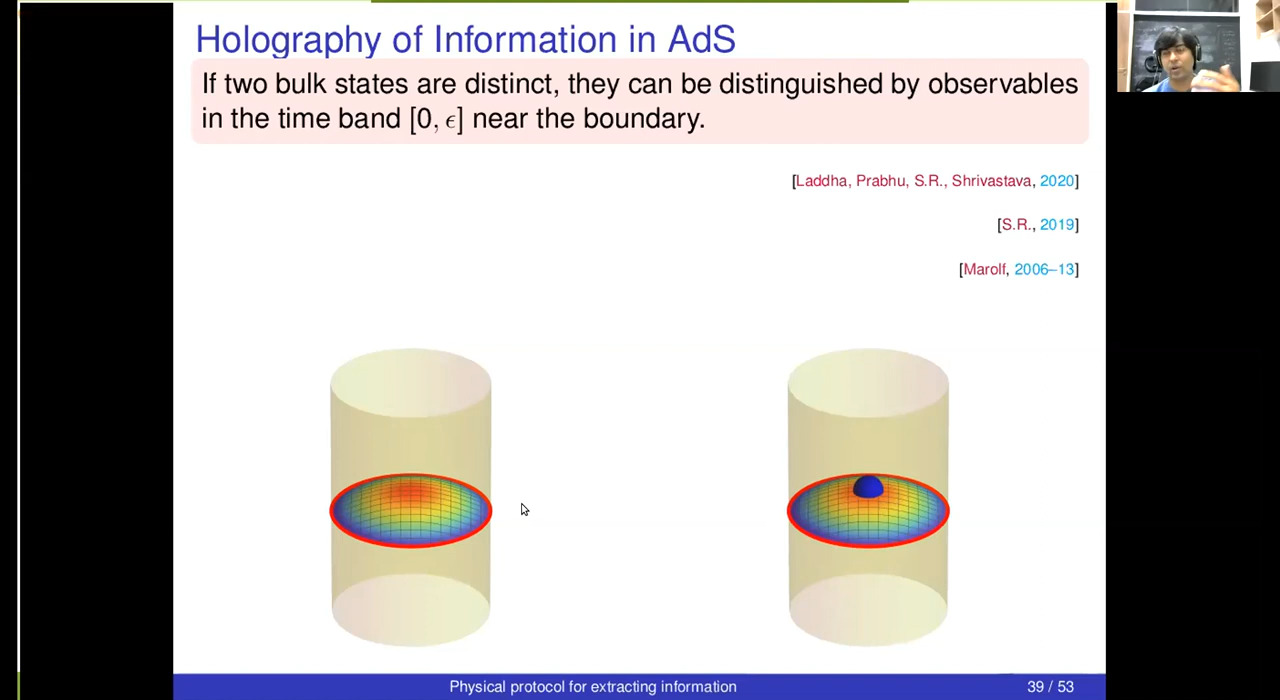 Holography of Information in AdS
If two bulk states are distinct, they can be distinguished by observables
in the time band [0, ϵ] near the boundary.
[Laddha, Prabhu, S.R., Shrivastava, 2020]
[S.R., 2019]
[Marolf, 2006–13]
Physical protocol for extracting information
39 / 53